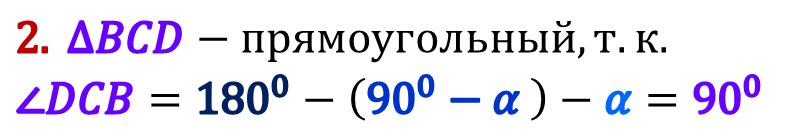 2. ΔBCD – прямоугольный, т. к.
∠DCB = 180⁰ – (90⁰ – α ) – α = 90⁰